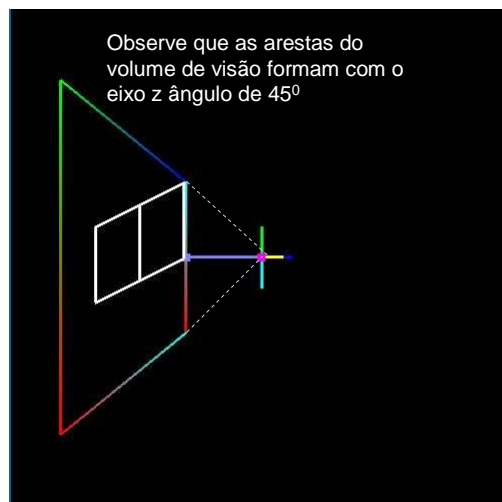 Observe que as arestas do
volume de visão formam com o
eixo z ângulo de 45⁰